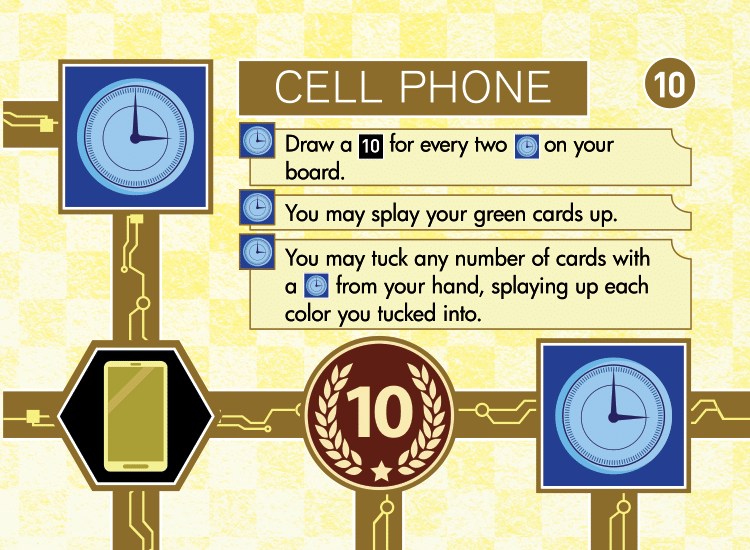 CELL PHONE
10
Draw a 10 for every two on your
board.
You may splay your green cards up.
You may tuck any number of cards with
a from your hand, splaying up each
color you tucked into.
10